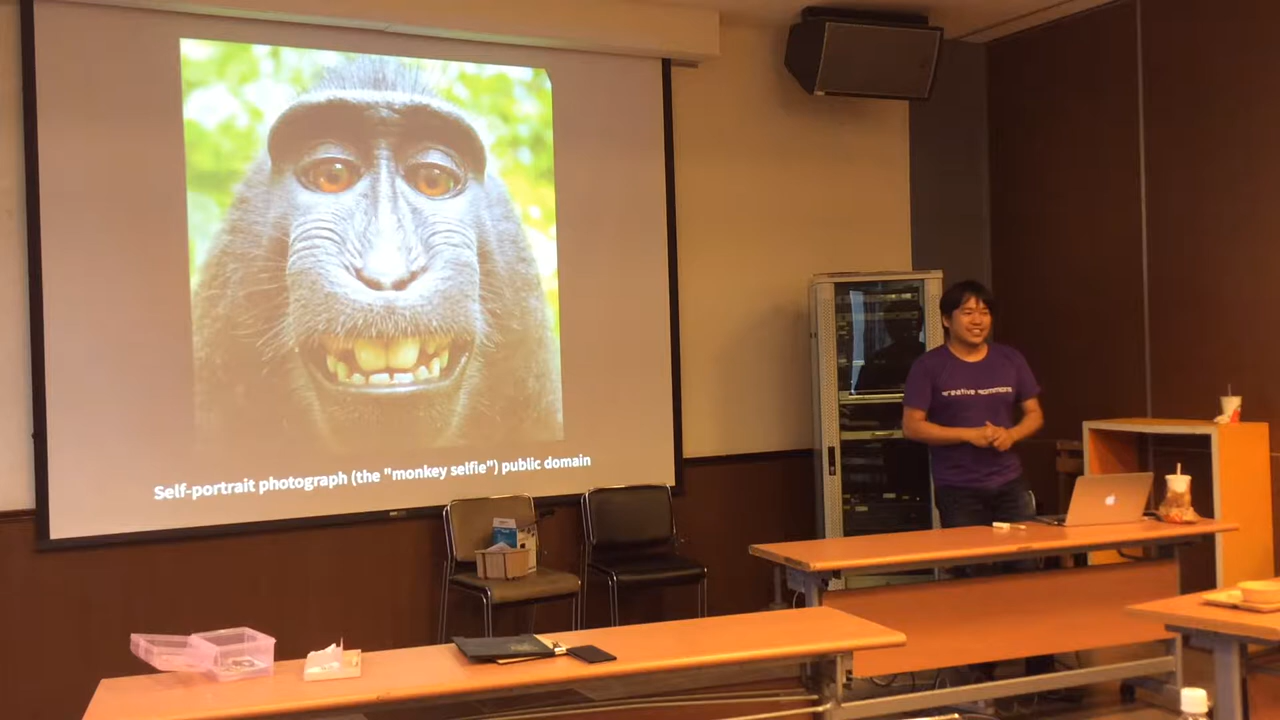 Self-portrait photograph (the "monkey selfie") public domain
creative commons